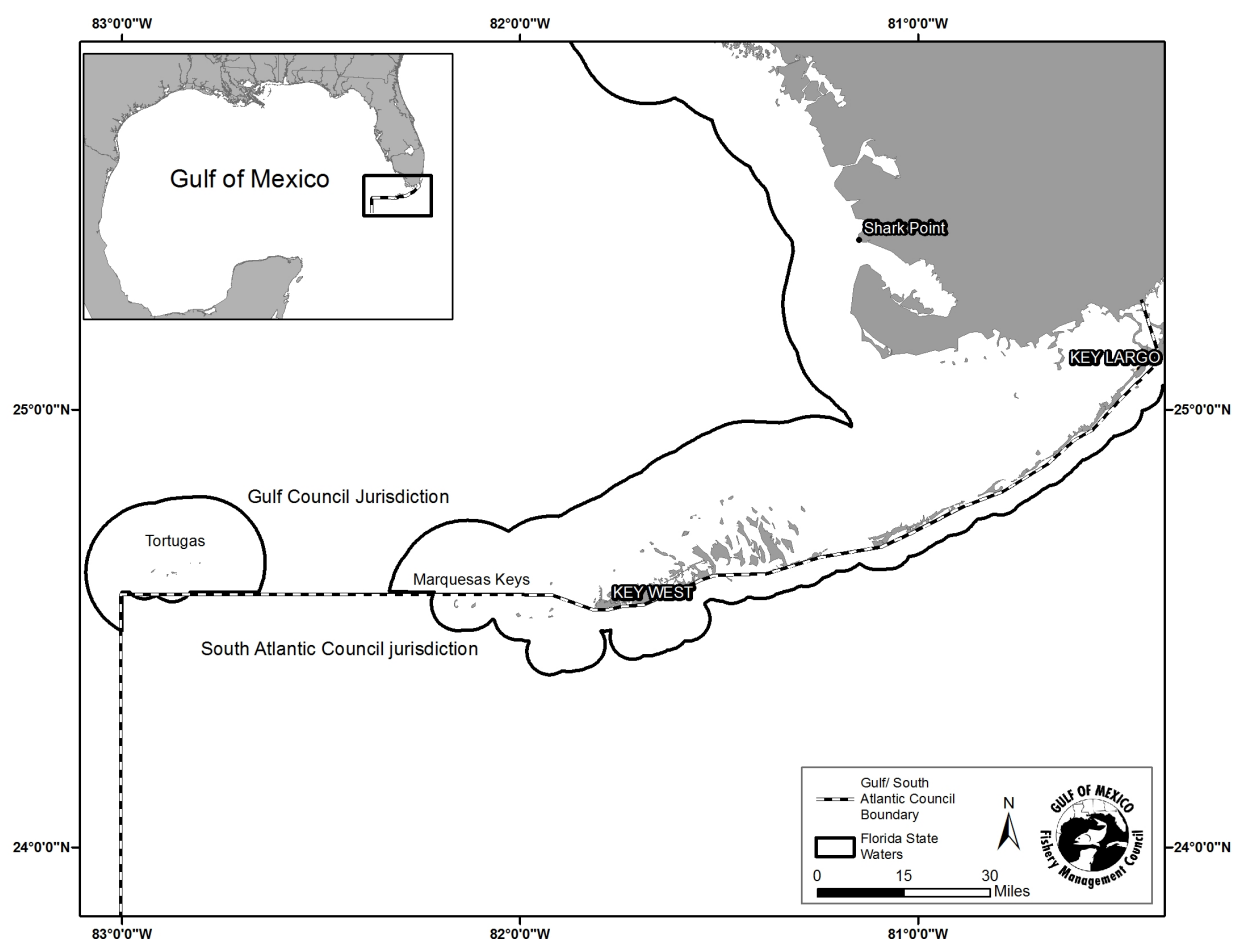 83°0'0"W
82°0'0"W
81°0'0"W
Gulf of Mexico
Shark Point
KEY LARGO
25°0'0"N
25°0'0"N
Gulf Council Jurisdiction
Tortugas
Marquesas Keys
KEY WEST
South Atlantic Council jurisdiction
Gulf/ South
Atlantic Council
Boundary
Florida State
Waters
N
GULF OF MEXICO
Fishery Management Council
0
15
30
Miles
24°0'0"N
24°0'0"N
83°0'0"W
82°0'0"W
81°0'0"W